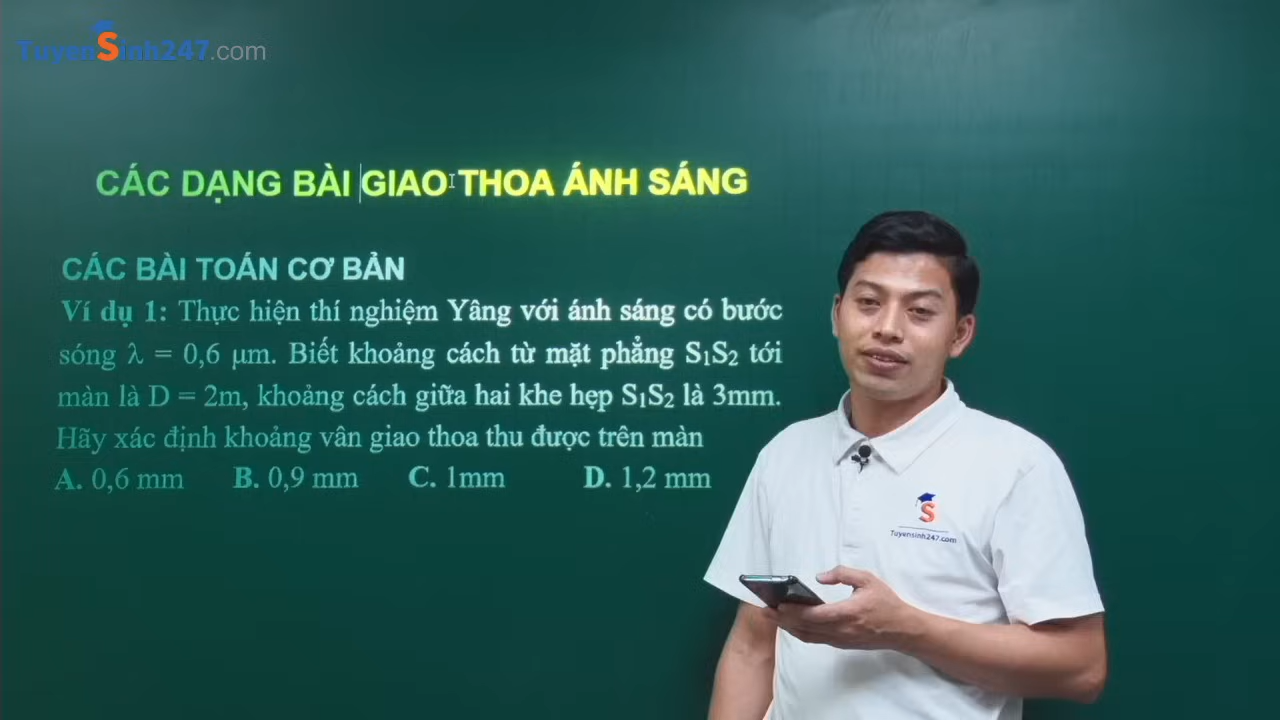 TuyenSinh247.com
CÁC DẠNG BÀI GIAO THOA ÁNH SÁNG
CÁC BÀI TOÁN CƠ BẢN
Ví dụ 1: Thực hiện thí nghiệm Yâng với ánh sáng có bước
sóng λ = 0,6 μm. Biết khoảng cách từ mặt phẳng S₁S₂ tới
màn là D = 2m, khoảng cách giữa hai khe hẹp S₁S₂ là 3mm.
Hãy xác định khoảng vân giao thoa thu được trên màn
A. 0,6 mm B. 0,9 mm C. 1mm D. 1,2 mm
S
Tuyensinh247.com